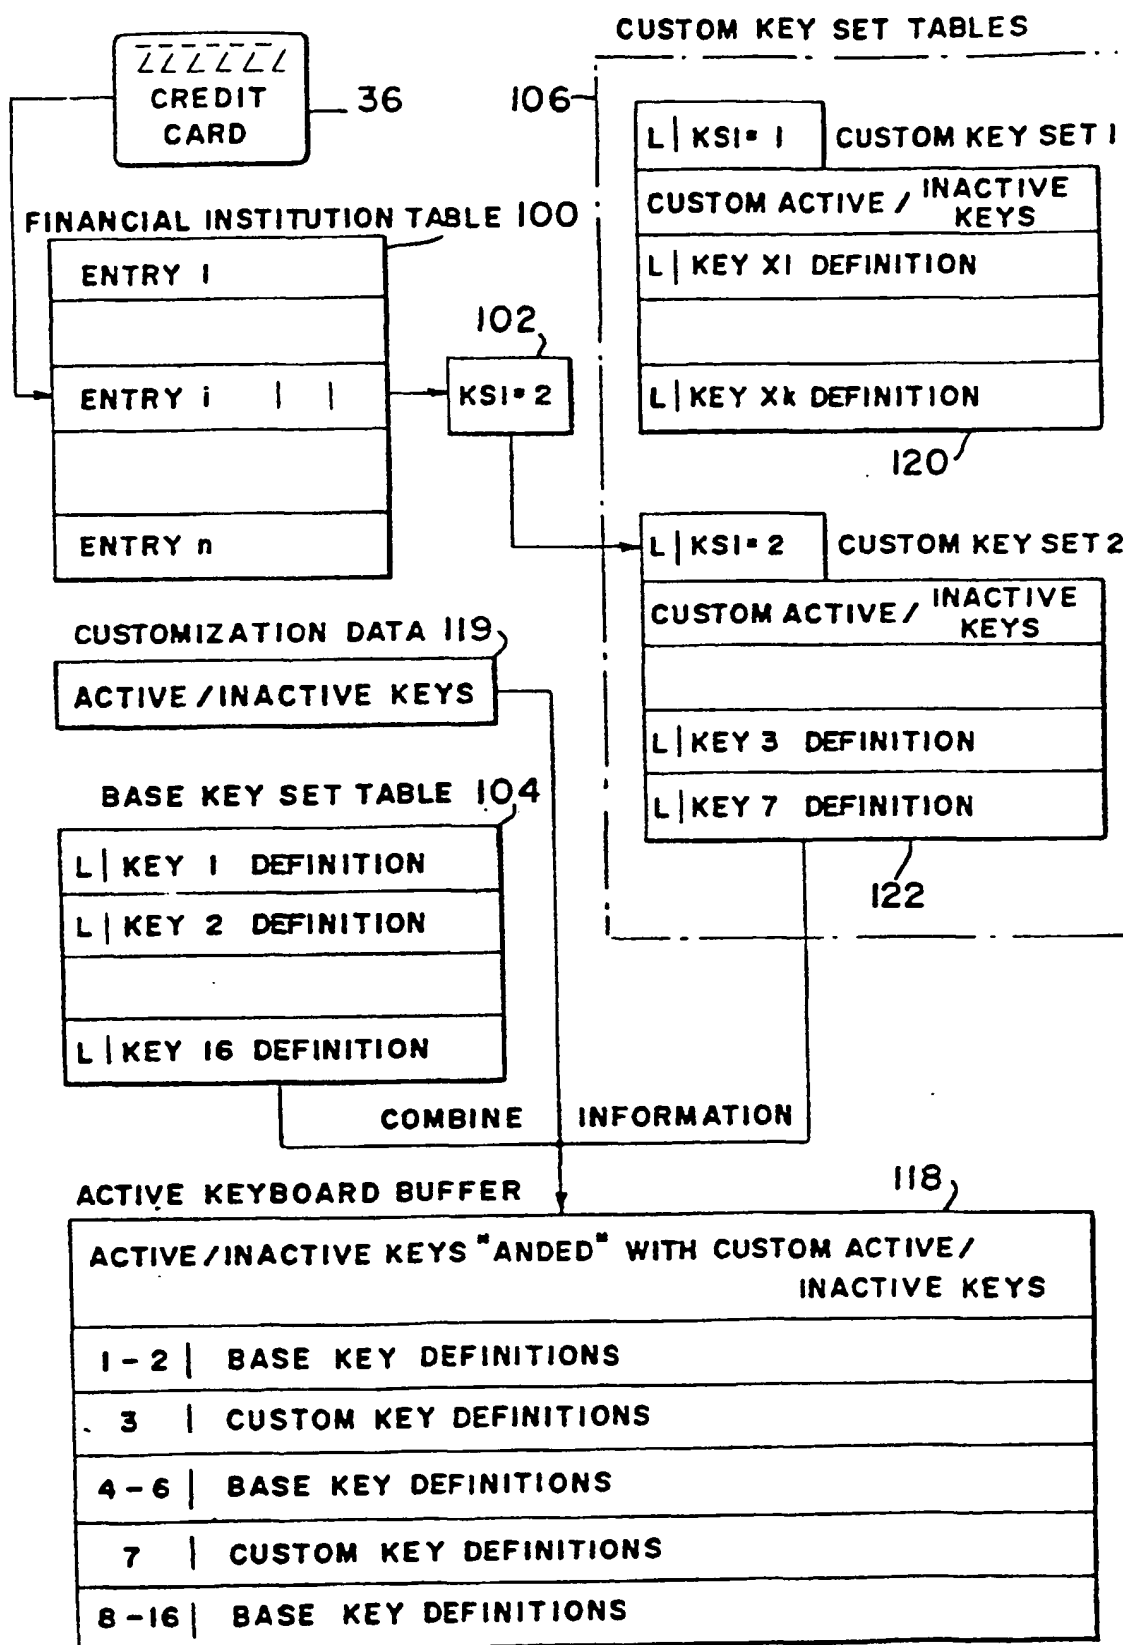 CUSTOM KEY SET TABLES
CREDIT
CARD
36
106
L | KSI = 1
CUSTOM KEY SET 1
CUSTOM ACTIVE / INACTIVE
KEYS
L | KEY X1 DEFINITION
L | KEY Xk DEFINITION
120
FINANCIAL INSTITUTION TABLE 100
ENTRY 1
ENTRY i | |
ENTRY n
102
KSI = 2
L | KSI = 2
CUSTOM KEY SET 2
CUSTOM ACTIVE / INACTIVE
KEYS
L | KEY 3 DEFINITION
L | KEY 7 DEFINITION
122
CUSTOMIZATION DATA 119
ACTIVE / INACTIVE KEYS
BASE KEY SET TABLE 104
L | KEY 1 DEFINITION
L | KEY 2 DEFINITION
L | KEY 16 DEFINITION
COMBINE INFORMATION
ACTIVE KEYBOARD BUFFER
118
ACTIVE / INACTIVE KEYS "ANDED" WITH CUSTOM ACTIVE /
INACTIVE KEYS
1 - 2 | BASE KEY DEFINITIONS
3 | CUSTOM KEY DEFINITIONS
4 - 6 | BASE KEY DEFINITIONS
7 | CUSTOM KEY DEFINITIONS
8 - 16 | BASE KEY DEFINITIONS